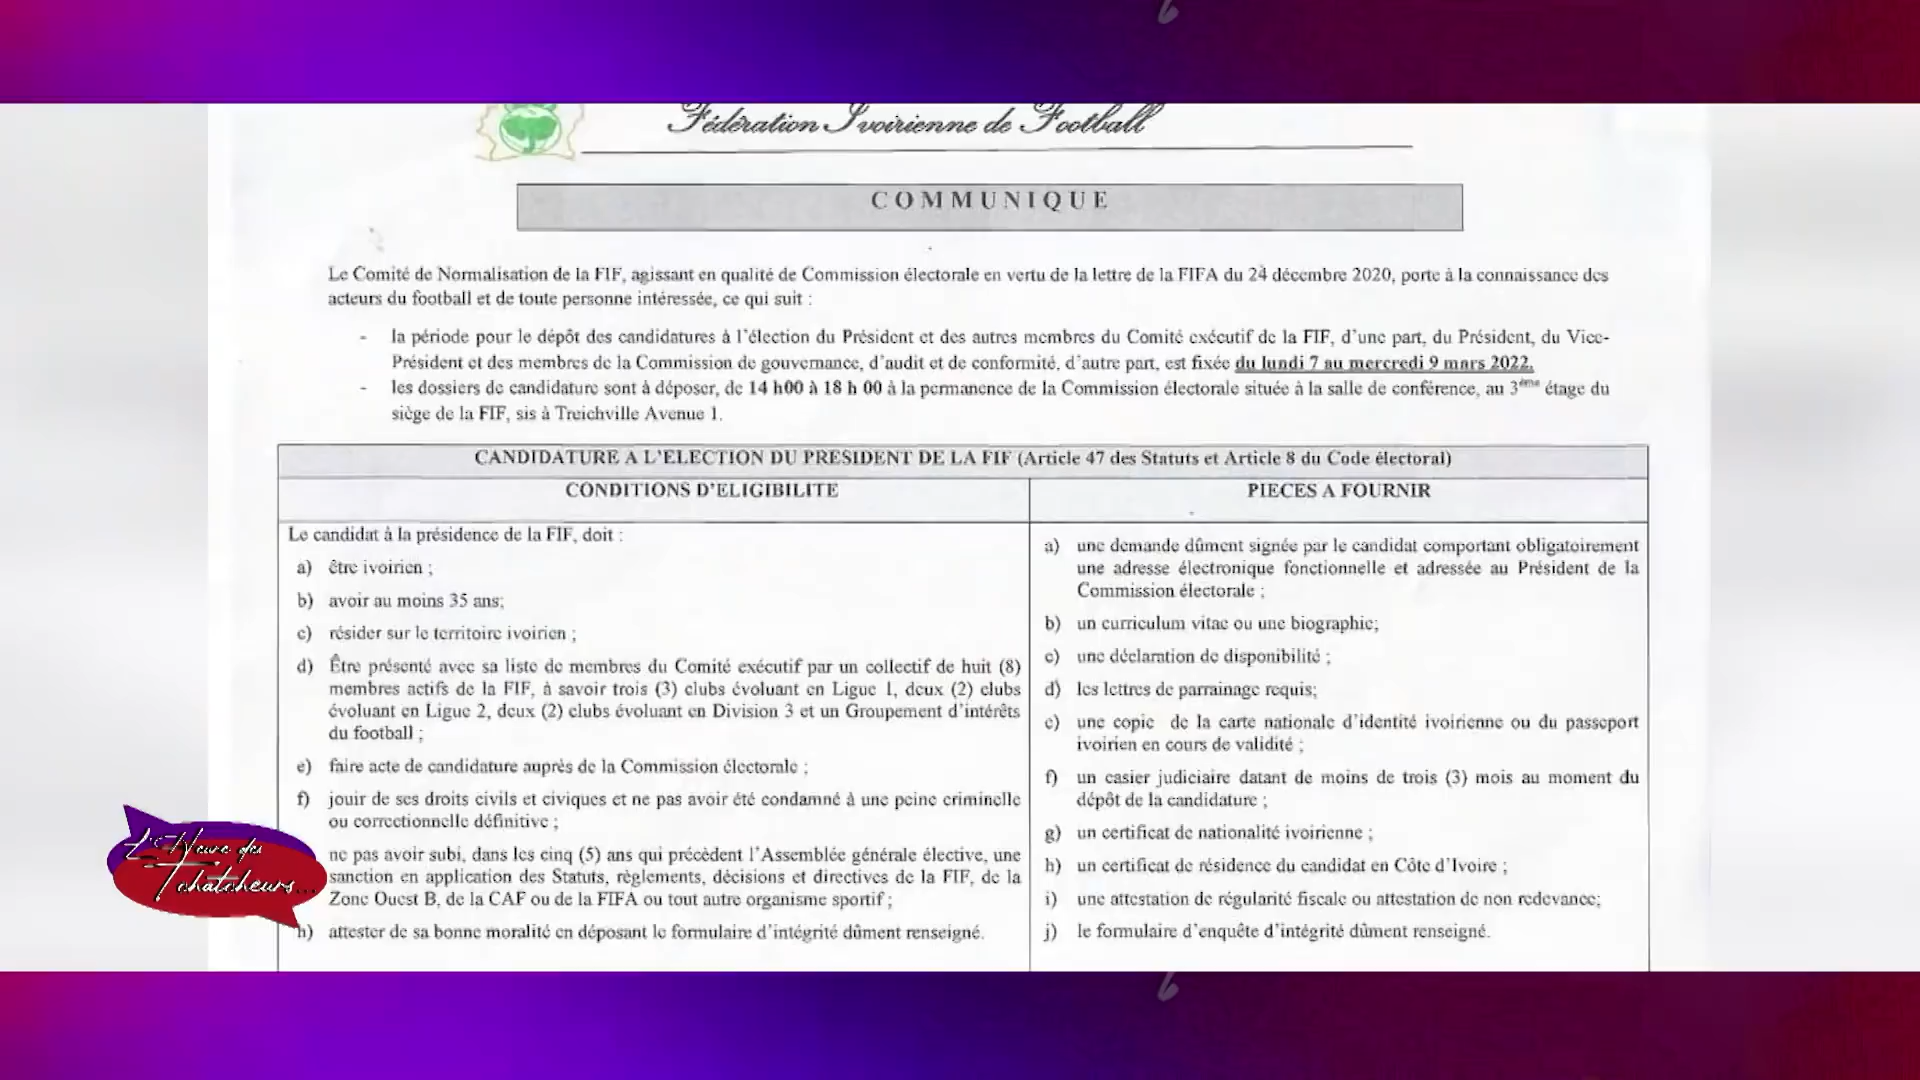 Fédération Ivoirienne de Football
COMMUNIQUE
Le Comité de Normalisation de la FIF, agissant en qualité de Commission électorale en vertu de la lettre de la FIFA du 24 décembre 2020, porte à la connaissance des
acteurs du football et de toute personne intéressée, ce qui suit :
- la période pour le dépôt des candidatures à l'élection du Président et des autres membres du Comité exécutif de la FIF, d'une part, du Président, du Vice-
Président et des membres de la Commission de gouvernance, d'audit et de conformité, d'autre part, est fixée du lundi 7 au mercredi 9 mars 2022.
- les dossiers de candidature sont à déposer, de 14 h00 à 18 h 00 à la permanence de la Commission électorale située à la salle de conférence, au 3ème étage du
siège de la FIF, sis à Treichville Avenue 1.
CANDIDATURE A L'ELECTION DU PRESIDENT DE LA FIF (Article 47 des Statuts et Article 8 du Code électoral)
CONDITIONS D'ELIGIBILITE
Le candidat à la présidence de la FIF, doit :
a) être ivoirien ;
b) avoir au moins 35 ans;
c) résider sur le territoire ivoirien ;
d) Être présenté avec sa liste de membres du Comité exécutif par un collectif de huit (8)
membres actifs de la FIF, à savoir trois (3) clubs évoluant en Ligue 1, deux (2) clubs
évoluant en Ligue 2, deux (2) clubs évoluant en Division 3 et un Groupement d'intérêts
du football ;
e) faire acte de candidature auprès de la Commission électorale ;
f) jouir de ses droits civils et civiques et ne pas avoir été condamné à une peine criminelle
ou correctionnelle définitive ;
ne pas avoir subi, dans les cinq (5) ans qui précèdent l'Assemblée générale élective, une
sanction en application des Statuts, règlements, décisions et directives de la FIF, de la
Zone Ouest B, de la CAF ou de la FIFA ou tout autre organisme sportif ;
h) attester de sa bonne moralité en déposant le formulaire d'intégrité dûment renseigné.
PIECES A FOURNIR
a) une demande dûment signée par le candidat comportant obligatoirement
une adresse électronique fonctionnelle et adressée au Président de la
Commission électorale ;
b) un curriculum vitae ou une biographie;
c) une déclaration de disponibilité ;
d) les lettres de parrainage requis;
e) une copie de la carte nationale d'identité ivoirienne ou du passeport
ivoirien en cours de validité ;
f) un casier judiciaire datant de moins de trois (3) mois au moment du
dépôt de la candidature ;
g) un certificat de nationalité ivoirienne ;
h) un certificat de résidence du candidat en Côte d'Ivoire ;
i) une attestation de régularité fiscale ou attestation de non redevance;
j) le formulaire d'enquête d'intégrité dûment renseigné.
L'Heure des
Tchatcheurs...